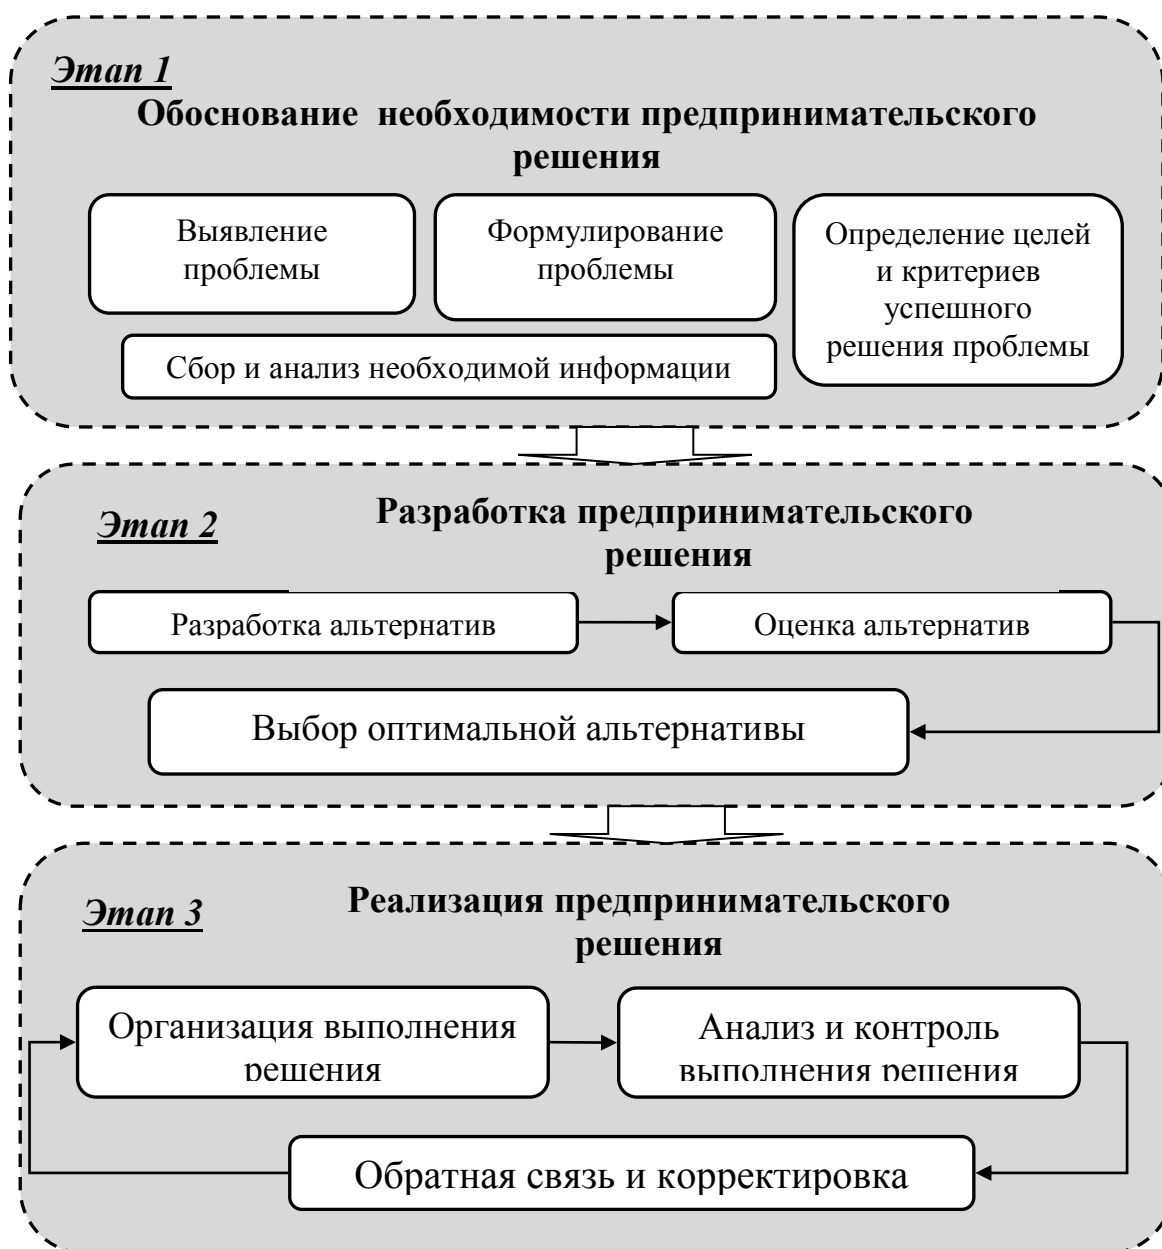 Этап 1
Обоснование необходимости предпринимательского
решения
Выявление
проблемы
Формулирование
проблемы
Определение целей
и критериев
успешного
решения проблемы
Сбор и анализ необходимой информации
Этап 2
Разработка предпринимательского
решения
Разработка альтернатив
Оценка альтернатив
Выбор оптимальной альтернативы
Этап 3
Реализация предпринимательского
решения
Организация выполнения
решения
Анализ и контроль
выполнения решения
Обратная связь и корректировка